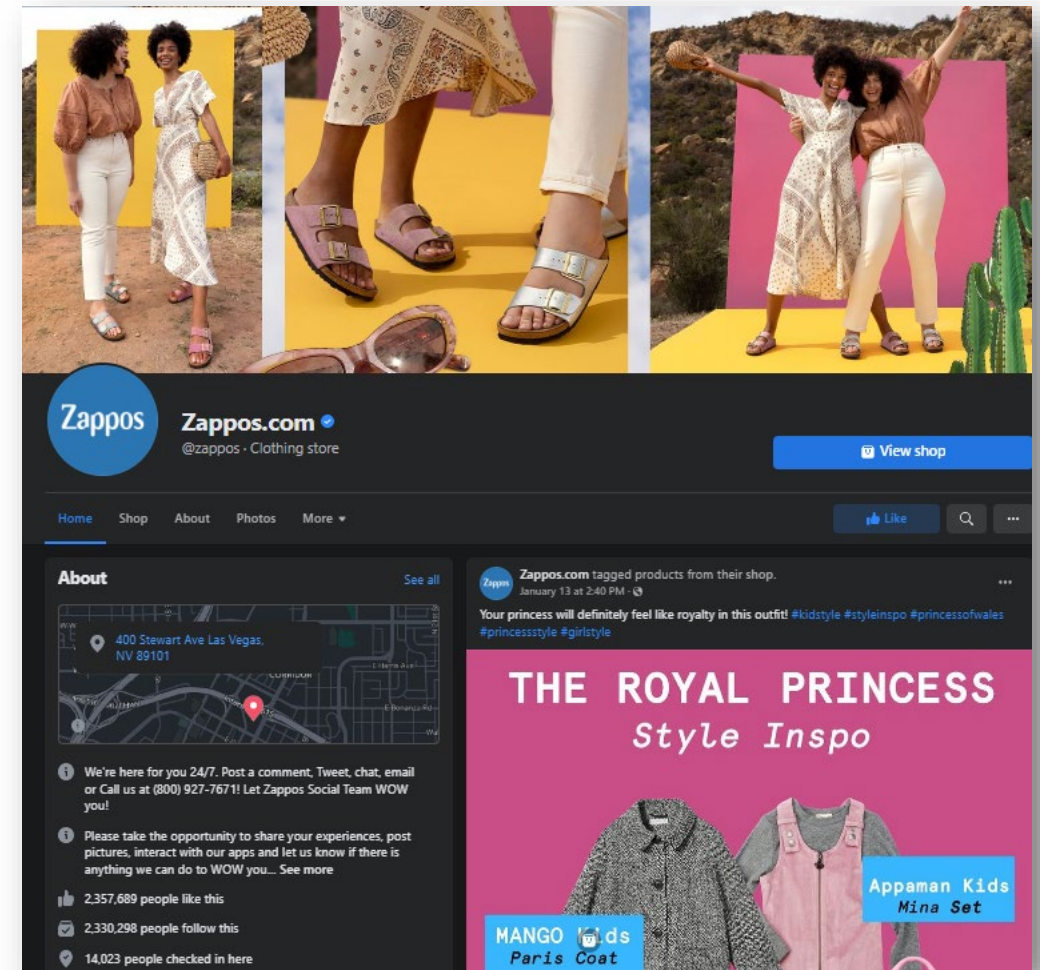 Zappos
Zappos.com
@zappos · Clothing store
View shop
Home
Shop
About
Photos
More
Like
About
See all
400 Stewart Ave Las Vegas,
NV 89101
CORRIDOR
E Harris Ave
E Bonanza Rd
We're here for you 24/7. Post a comment, Tweet, chat, email
or Call us at (800) 927-7671! Let Zappos Social Team WOW
you!
Please take the opportunity to share your experiences, post
pictures, interact with our apps and let us know if there is
anything we can do to WOW you... See more
2,357,689 people like this
2,330,298 people follow this
14,023 people checked in here
Zappos
Zappos.com tagged products from their shop.
January 13 at 2:40 PM ·
Your princess will definitely feel like royalty in this outfit! #kidstyle #styleinspo #princessofwales
#princessstyle #girlstyle
THE ROYAL PRINCESS
Style Inspo
Appaman Kids
Mina Set
MANGO Kids
Paris Coat